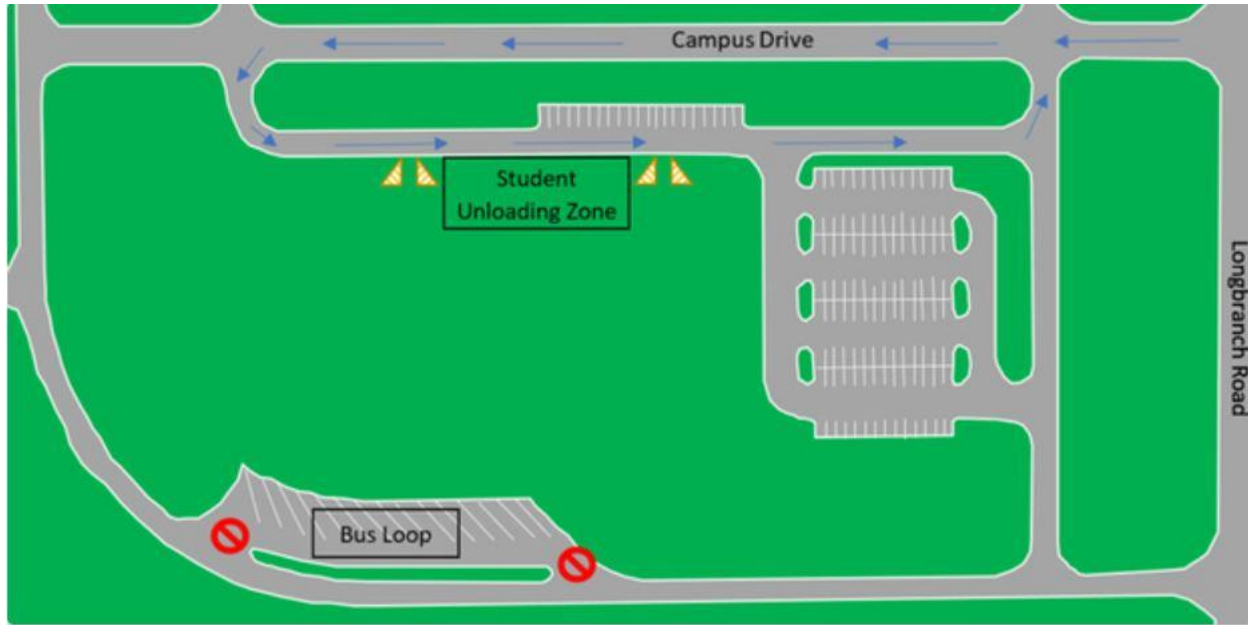 Campus Drive
Student
Unloading Zone
Longbranch Road
Bus Loop